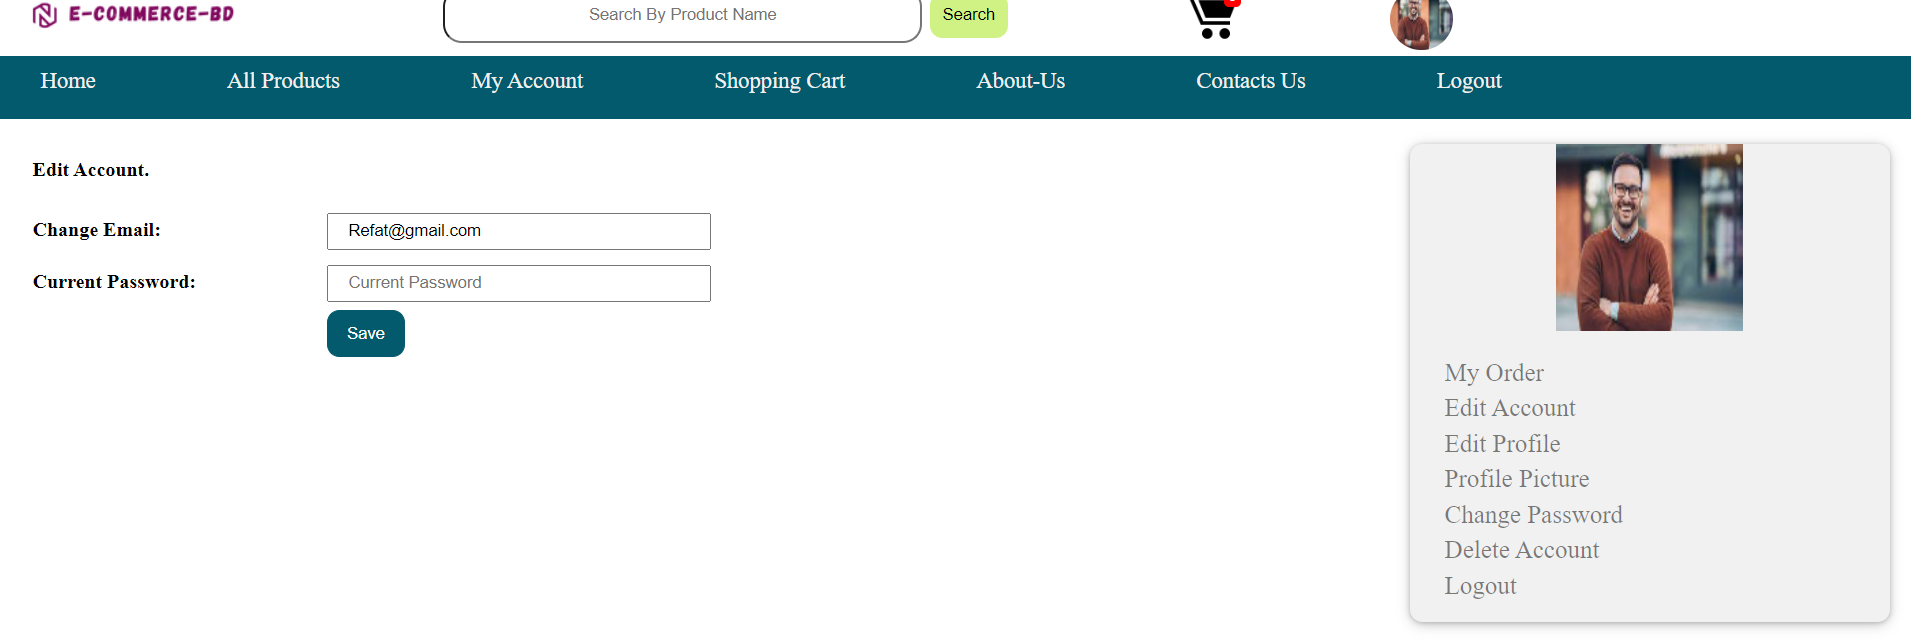 E-COMMERCE-BD
Search By Product Name
Search
Home
All Products
My Account
Shopping Cart
About-Us
Contacts Us
Logout
Edit Account.
Change Email:
Refat@gmail.com
Current Password:
Current Password
Save
My Order
Edit Account
Edit Profile
Profile Picture
Change Password
Delete Account
Logout